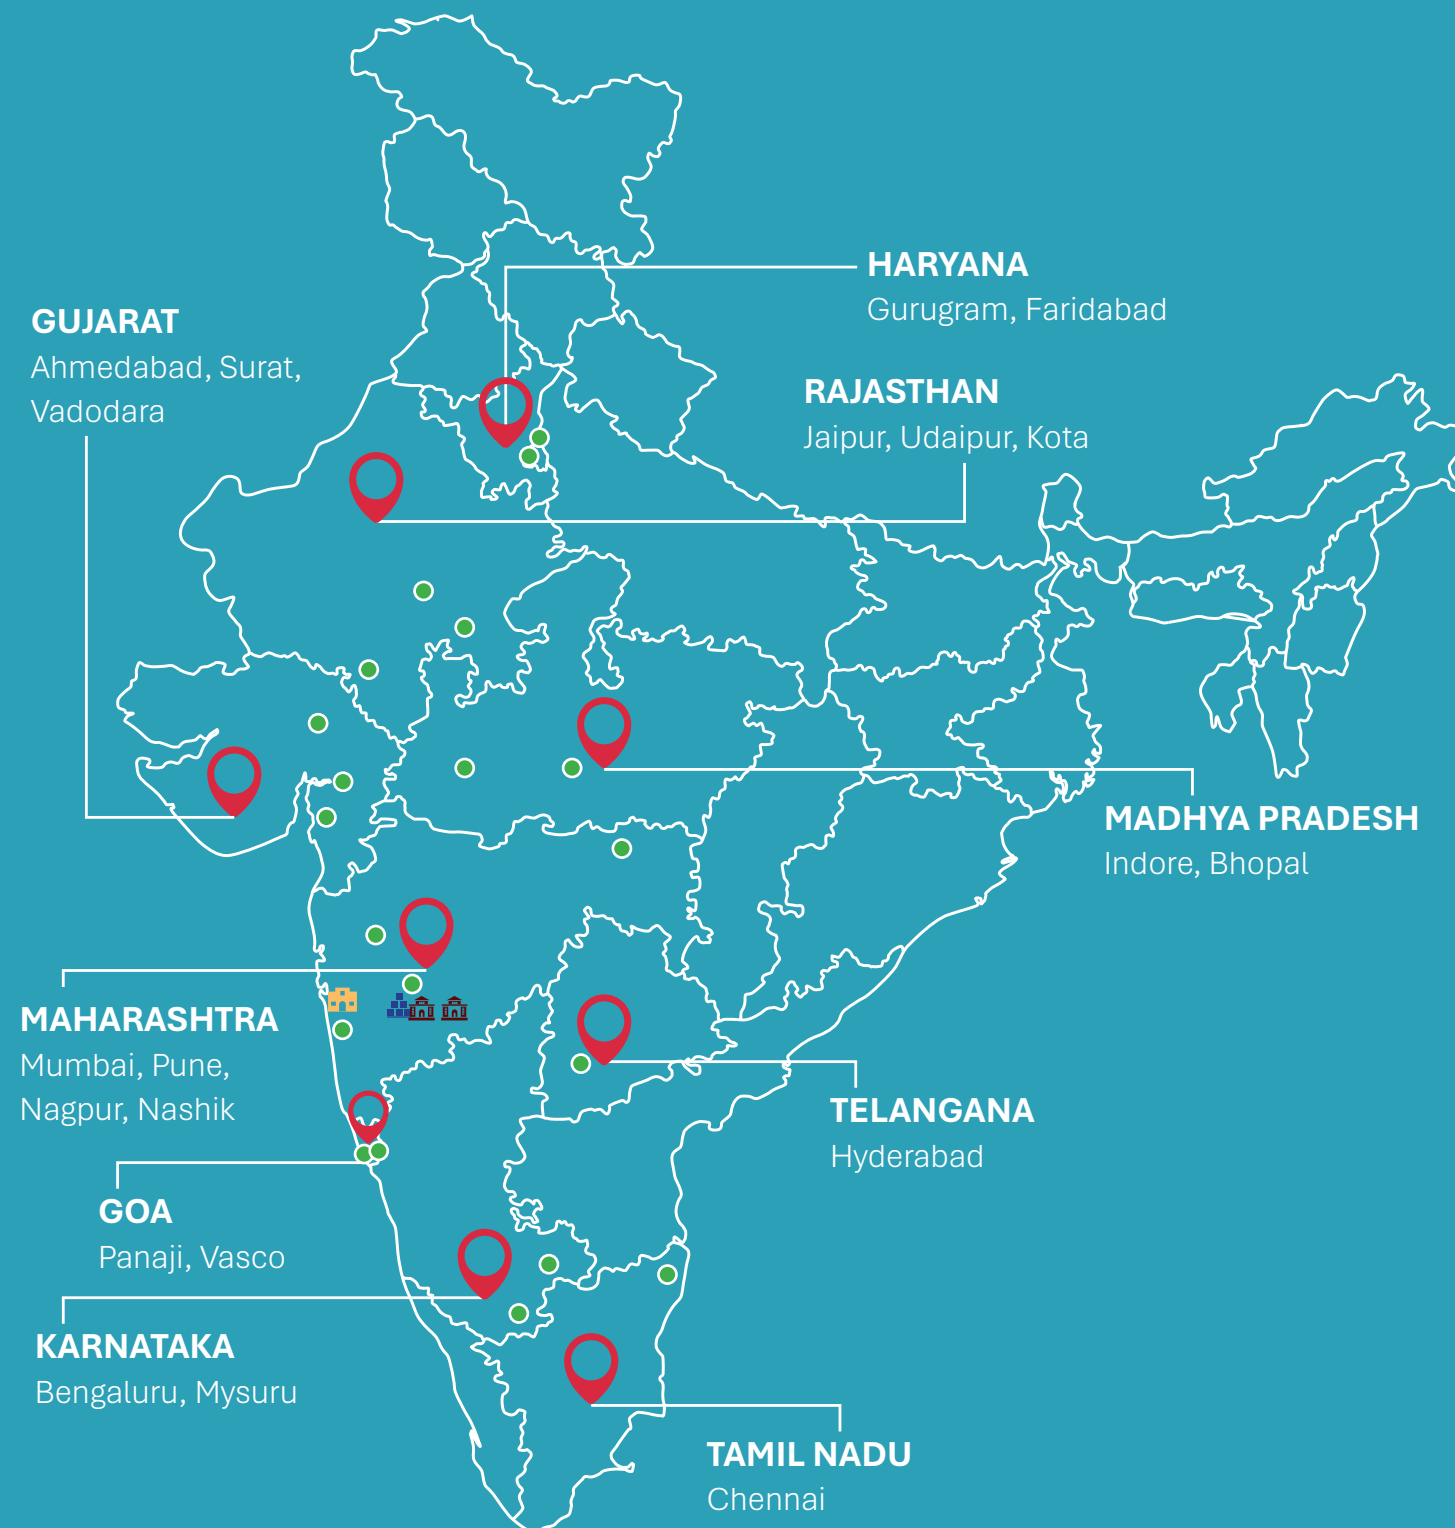 HARYANA
Gurugram, Faridabad
GUJARAT
Ahmedabad, Surat,
Vadodara
RAJASTHAN
Jaipur, Udaipur, Kota
MADHYA PRADESH
Indore, Bhopal
MAHARASHTRA
Mumbai, Pune,
Nagpur, Nashik
TELANGANA
Hyderabad
GOA
Panaji, Vasco
KARNATAKA
Bengaluru, Mysuru
TAMIL NADU
Chennai